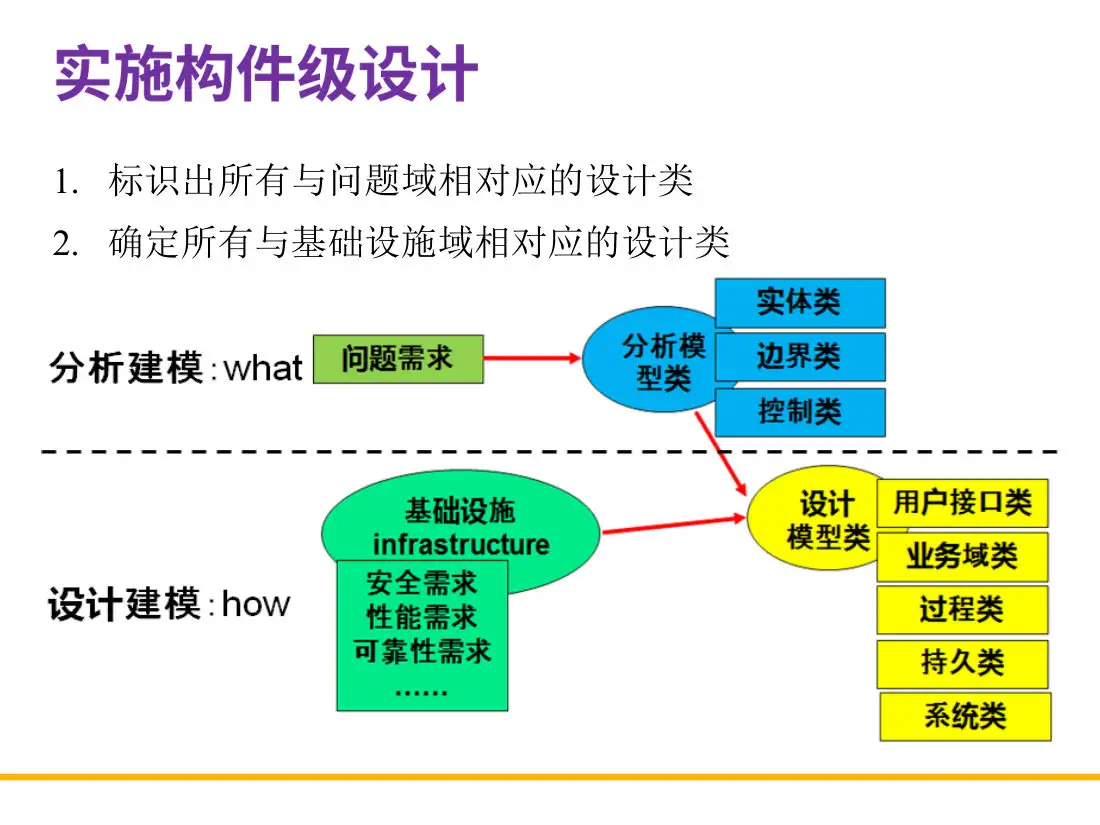 实施构件级设计
1. 标识出所有与问题域相对应的设计类
2. 确定所有与基础设施域相对应的设计类
分析建模：what
问题需求
分析模
型类
实体类
边界类
控制类
设计建模：how
基础设施
infrastructure
安全需求
性能需求
可靠性需求
……
设计
模型类
用户接口类
业务域类
过程类
持久类
系统类